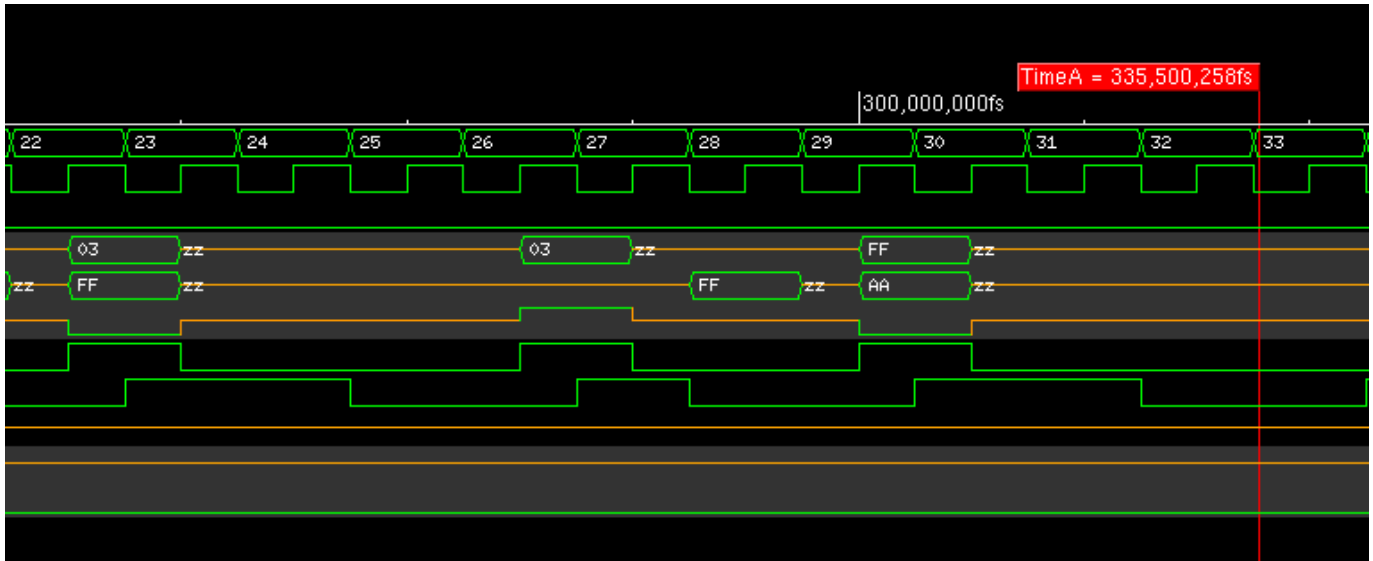 TimeA = 335,500,258fs
300,000,000fs
22 23 24 25 26 27 28 29 30 31 32 33
03 zz 03 zz FF zz
zz FF zz FF zz AA zz